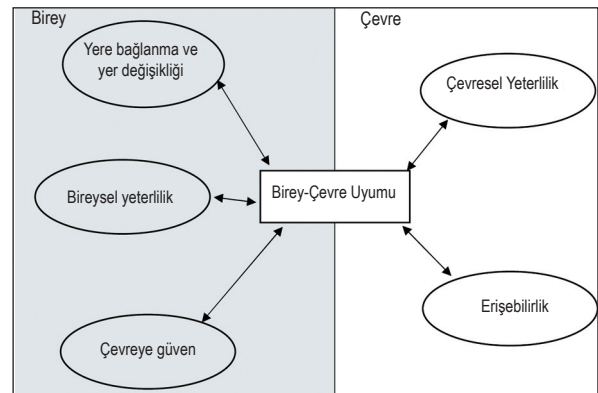 Birey
Çevre
Yere bağlanma ve
yer değişikliği
Çevresel Yeterlilik
Bireysel yeterlilik
Birey-Çevre Uyumu
Erişebilirlik
Çevreye güven